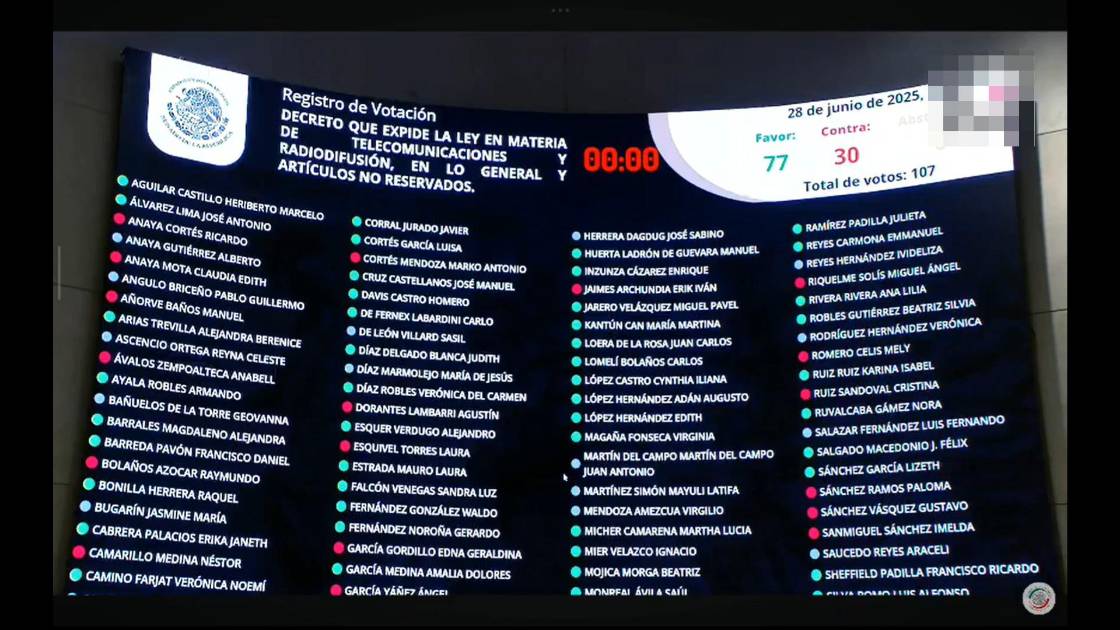 Registro de Votación
DECRETO QUE EXPIDE LA LEY EN MATERIA
DE TELECOMUNICACIONES Y
RADIODIFUSIÓN, EN LO GENERAL Y
ARTÍCULOS NO RESERVADOS.
00:00
28 de junio de 2025,
Favor:
Contra:
77
30
Total de votos: 107
AGUILAR CASTILLO HERIBERTO MARCELO
ÁLVAREZ LIMA JOSÉ ANTONIO
ANAYA CORTÉS RICARDO
ANAYA GUTIÉRREZ ALBERTO
ANAYA MOTA CLAUDIA EDITH
ANGULO BRICEÑO PABLO GUILLERMO
AÑORVE BAÑOS MANUEL
ARIAS TREVILLA ALEJANDRA BERENICE
ASCENCIO ORTEGA REYNA CELESTE
ÁVALOS ZEMPOALTECA ANABELL
AYALA ROBLES ARMANDO
BAÑUELOS DE LA TORRE GEOVANNA
BARRALES MAGDALENO ALEJANDRA
BARREDA PAVÓN FRANCISCO DANIEL
BOLAÑOS AZOCAR RAYMUNDO
BONILLA HERRERA RAQUEL
BUGARÍN JASMINE MARÍA
CABRERA PALACIOS ERIKA JANETH
CAMARILLO MEDINA NÉSTOR
CAMINO FARJAT VERÓNICA NOEMÍ
CORRAL JURADO JAVIER
CORTÉS GARCÍA LUISA
CORTÉS MENDOZA MARKO ANTONIO
CRUZ CASTELLANOS JOSÉ MANUEL
DAVIS CASTRO HOMERO
DE FERNEX LABARDINI CARLO
DE LEÓN VILLARD SASIL
DÍAZ DELGADO BLANCA JUDITH
DÍAZ MARMOLEJO MARÍA DE JESÚS
DÍAZ ROBLES VERÓNICA DEL CARMEN
DORANTES LAMBARRI AGUSTÍN
ESQUER VERDUGO ALEJANDRO
ESQUIVEL TORRES LAURA
ESTRADA MAURO LAURA
FALCÓN VENEGAS SANDRA LUZ
FERNÁNDEZ GONZÁLEZ WALDO
FERNÁNDEZ NOROÑA GERARDO
GARCÍA GORDILLO EDNA GERALDINA
GARCÍA MEDINA AMALIA DOLORES
GARCÍA YÁÑEZ ÁNGEL
HERRERA DAGDUG JOSÉ SABINO
HUERTA LADRÓN DE GUEVARA MANUEL
INZUNZA CÁZAREZ ENRIQUE
JAIMES ARCHUNDIA ERIK IVÁN
JARERO VELÁZQUEZ MIGUEL PAVEL
KANTÚN CAN MARÍA MARTINA
LOERA DE LA ROSA JUAN CARLOS
LOMELÍ BOLAÑOS CARLOS
LÓPEZ CASTRO CYNTHIA ILIANA
LÓPEZ HERNÁNDEZ ADÁN AUGUSTO
LÓPEZ HERNÁNDEZ EDITH
MAGAÑA FONSECA VIRGINIA
MARTÍN DEL CAMPO MARTÍN DEL CAMPO
JUAN ANTONIO
MARTÍNEZ SIMÓN MAYULI LATIFA
MENDOZA AMEZCUA VIRGILIO
MICHER CAMARENA MARTHA LUCIA
MIER VELAZCO IGNACIO
MOJICA MORGA BEATRIZ
MONREAL ÁVILA SAÚL
RAMÍREZ PADILLA JULIETA
REYES CARMONA EMMANUEL
REYES HERNÁNDEZ IVIDELIZA
RIQUELME SOLÍS MIGUEL ÁNGEL
RIVERA RIVERA ANA LILIA
ROBLES GUTIÉRREZ BEATRIZ SILVIA
RODRÍGUEZ HERNÁNDEZ VERÓNICA
ROMERO CELIS MELY
RUIZ RUIZ KARINA ISABEL
RUIZ SANDOVAL CRISTINA
RUVALCABA GÁMEZ NORA
SALAZAR FERNÁNDEZ LUIS FERNANDO
SALGADO MACEDONIO J. FÉLIX
SÁNCHEZ GARCÍA LIZETH
SÁNCHEZ RAMOS PALOMA
SÁNCHEZ VÁSQUEZ GUSTAVO
SANMIGUEL SÁNCHEZ IMELDA
SAUCEDO REYES ARACELI
SHEFFIELD PADILLA FRANCISCO RICARDO
SILVA ROMO LUIS ALFONSO